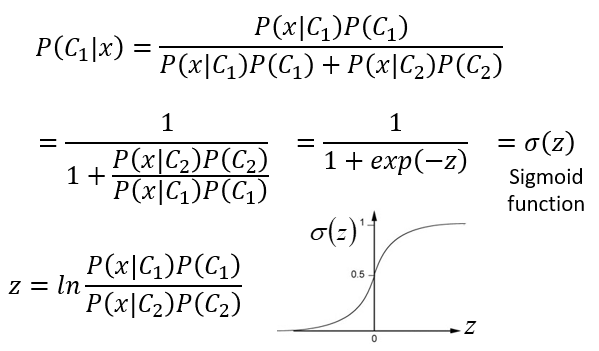 P(C₁|x) = P(x|C₁)P(C₁) / P(x|C₁)P(C₁) + P(x|C₂)P(C₂)
= 1 / 1 + P(x|C₂)P(C₂) / P(x|C₁)P(C₁) = 1 / 1 + exp(−z) = σ(z)
Sigmoid
function
z = ln P(x|C₁)P(C₁) / P(x|C₂)P(C₂)
σ(z)
1
0.5
z
0